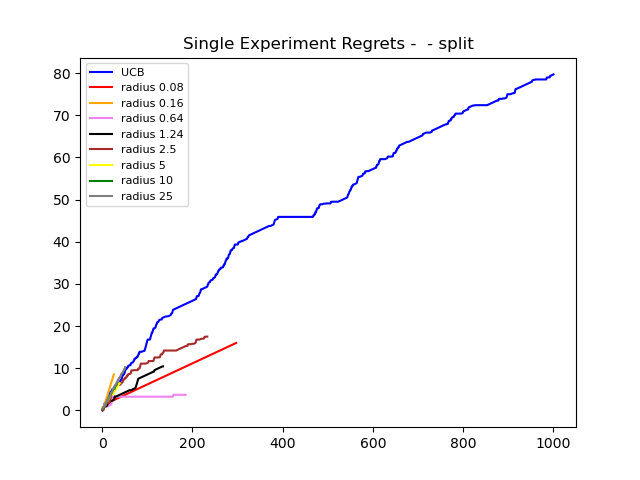 Single Experiment Regrets -  - split
UCB
radius 0.08
radius 0.16
radius 0.64
radius 1.24
radius 2.5
radius 5
radius 10
radius 25
80
70
60
50
40
30
20
10
0
0 200 400 600 800 1000